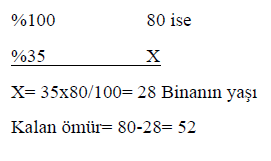 %100 80 ise
%35 X
X= 35x80/100= 28 Binanın yaşı
Kalan ömür= 80-28= 52